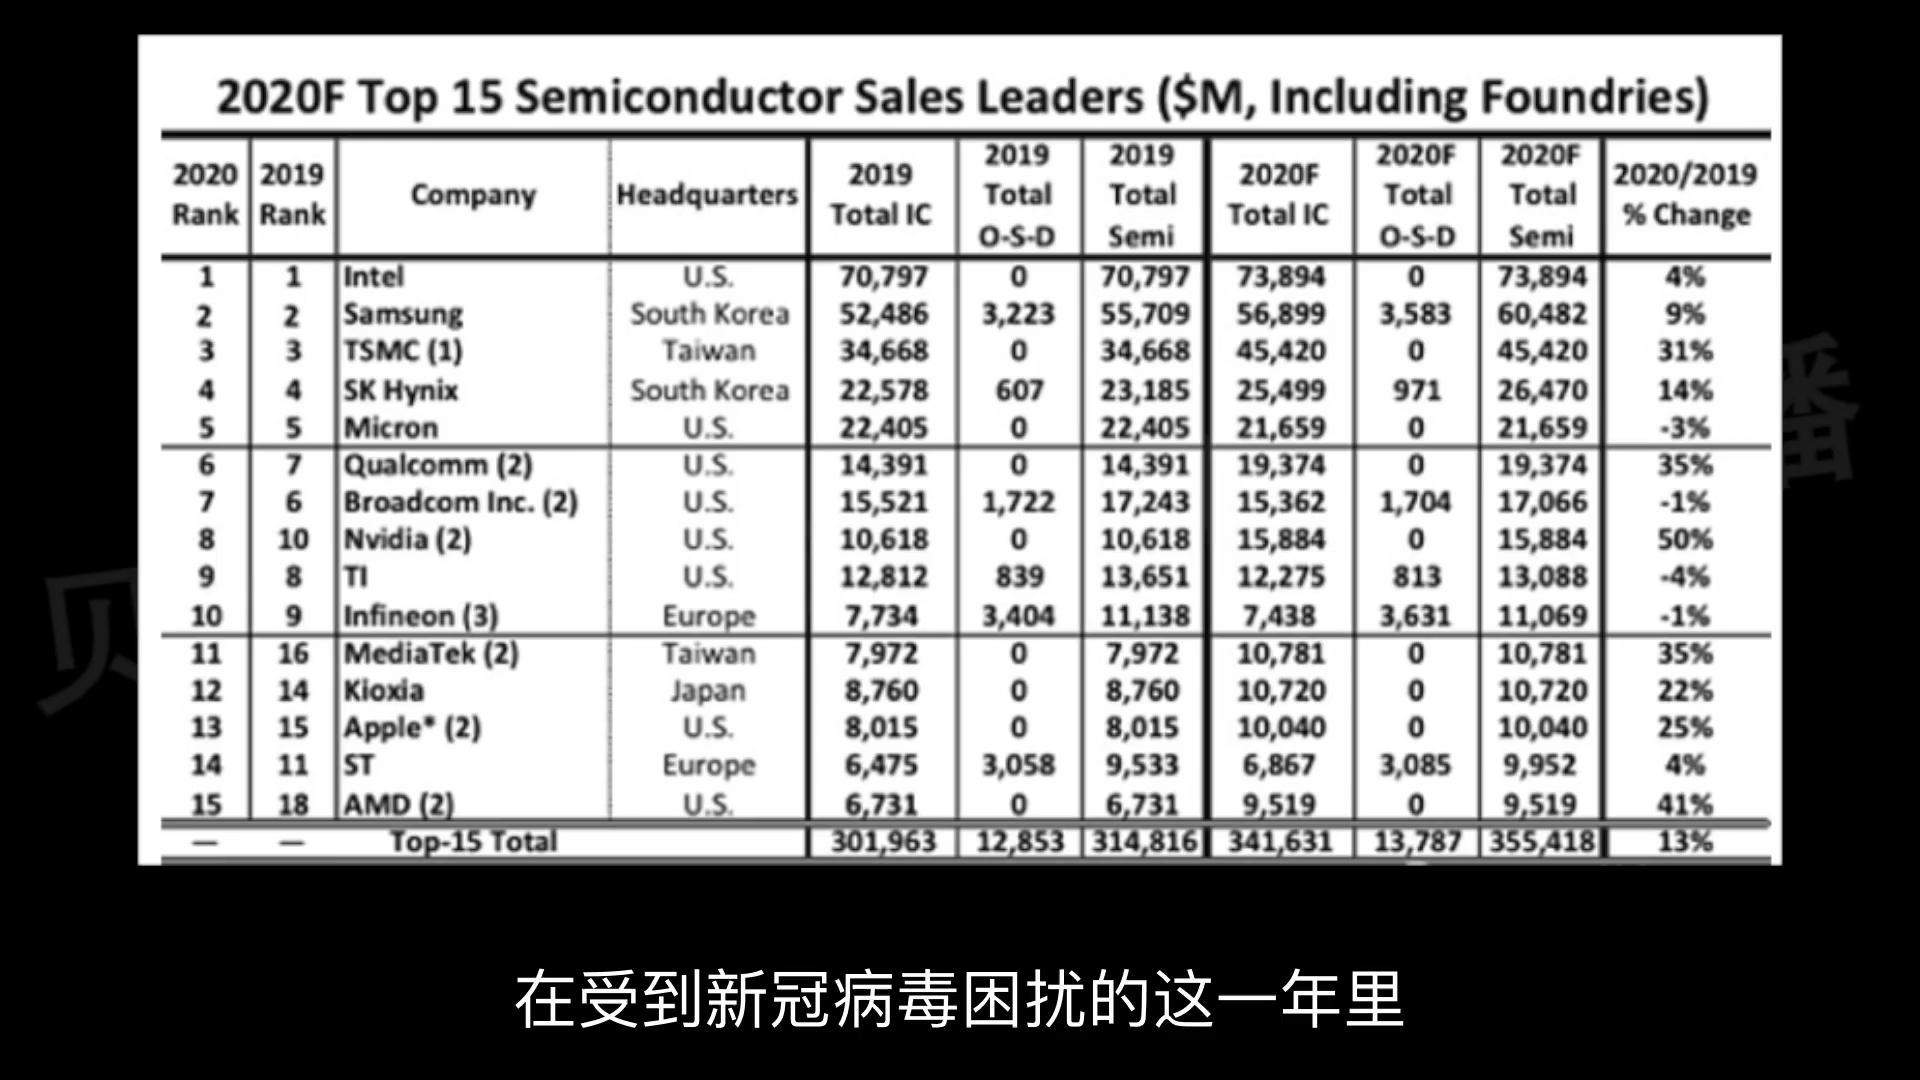 2020F Top 15 Semiconductor Sales Leaders ($M, Including Foundries)
2020 Rank 2019 Rank Company Headquarters 2019 Total IC 2019 Total O-S-D 2019 Total Semi 2020F Total IC 2020F Total O-S-D 2020F Total Semi 2020/2019 % Change
1 1 Intel U.S. 70,797 0 70,797 73,894 0 73,894 4%
2 2 Samsung South Korea 52,486 3,223 55,709 56,899 3,583 60,482 9%
3 3 TSMC (1) Taiwan 34,668 0 34,668 45,420 0 45,420 31%
4 4 SK Hynix South Korea 22,578 607 23,185 25,499 971 26,470 14%
5 5 Micron U.S. 22,405 0 22,405 21,659 0 21,659 -3%
6 7 Qualcomm (2) U.S. 14,391 0 14,391 19,374 0 19,374 35%
7 6 Broadcom Inc. (2) U.S. 15,521 1,722 17,243 15,362 1,704 17,066 -1%
8 10 Nvidia (2) U.S. 10,618 0 10,618 15,884 0 15,884 50%
9 8 TI U.S. 12,812 839 13,651 12,275 813 13,088 -4%
10 9 Infineon (3) Europe 7,734 3,404 11,138 7,438 3,631 11,069 -1%
11 16 MediaTek (2) Taiwan 7,972 0 7,972 10,781 0 10,781 35%
12 14 Kioxia Japan 8,760 0 8,760 10,720 0 10,720 22%
13 15 Apple* (2) U.S. 8,015 0 8,015 10,040 0 10,040 25%
14 11 ST Europe 6,475 3,058 9,533 6,867 3,085 9,952 4%
15 18 AMD (2) U.S. 6,731 0 6,731 9,519 0 9,519 41%
— — Top-15 Total 301,963 12,853 314,816 341,631 13,787 355,418 13%
在受到新冠病毒困扰的这一年里